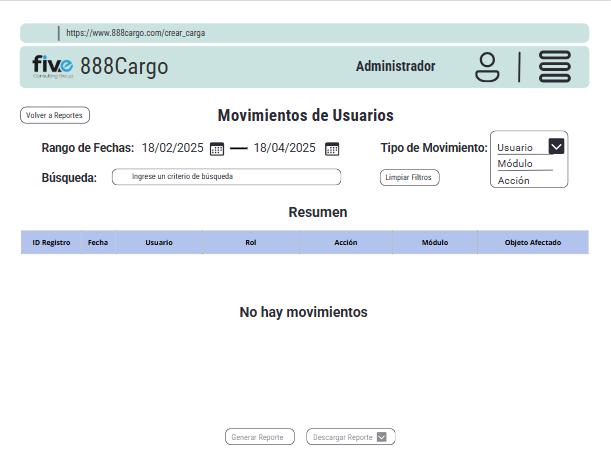 https://www.888cargo.com/crear_carga
five 888Cargo Administrador
Consulting Group
Volver a Reportes Movimientos de Usuarios
Rango de Fechas: 18/02/2025 — 18/04/2025 Tipo de Movimiento: Usuario
Módulo
Búsqueda: Ingrese un criterio de búsqueda Limpiar Filtros Acción
Resumen
ID Registro Fecha Usuario Rol Acción Módulo Objeto Afectado
No hay movimientos
Generar Reporte Descargar Reporte